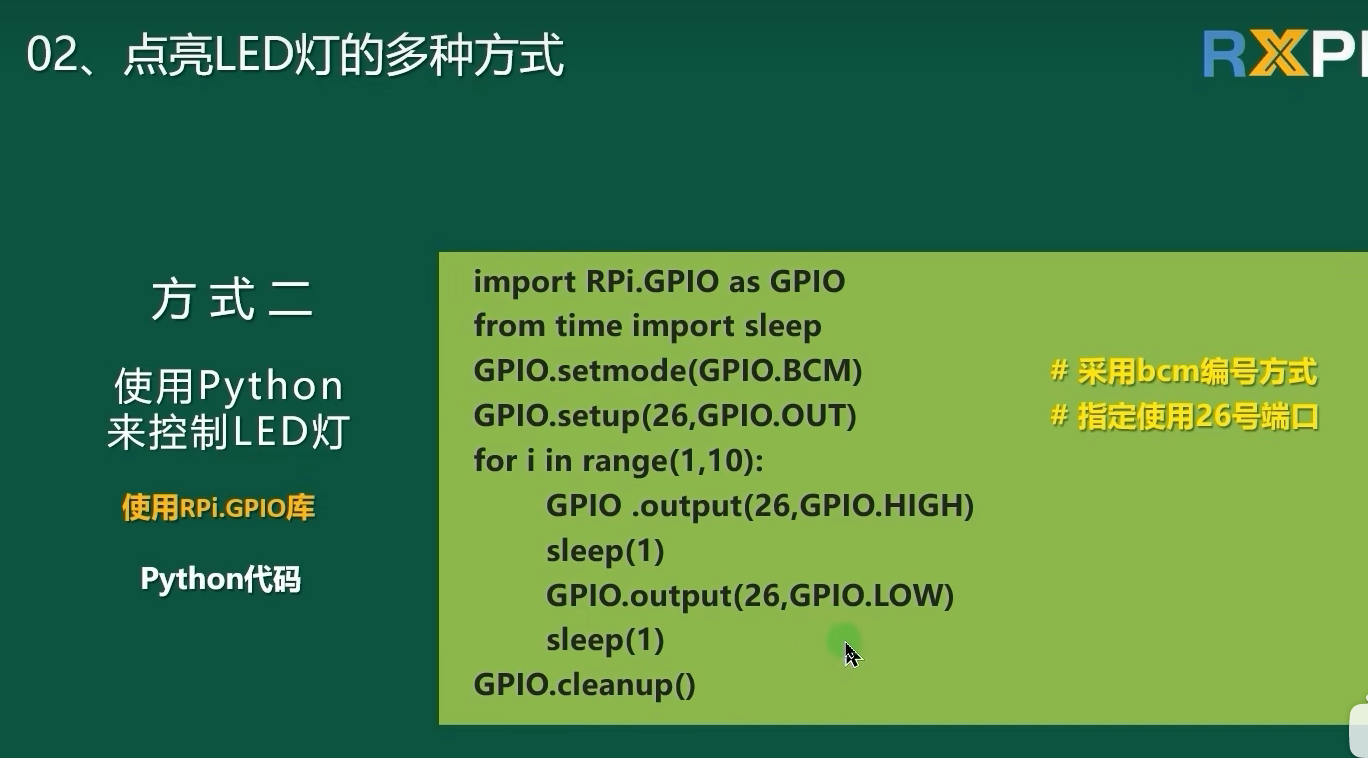 02、点亮LED灯的多种方式
RXP
方式二
使用Python
来控制LED灯
使用RPi.GPIO库
Python代码
import RPi.GPIO as GPIO
from time import sleep
GPIO.setmode(GPIO.BCM) # 采用bcm编号方式
GPIO.setup(26,GPIO.OUT) # 指定使用26号端口
for i in range(1,10):
GPIO .output(26,GPIO.HIGH)
sleep(1)
GPIO.output(26,GPIO.LOW)
sleep(1)
GPIO.cleanup()